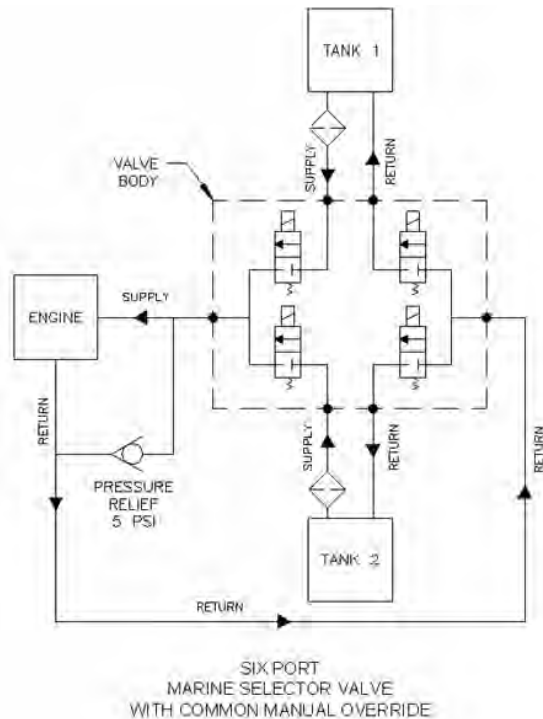 TANK 1
SUPPLY
RETURN
VALVE
BODY
ENGINE
SUPPLY
RETURN
PRESSURE
RELIEF
5 PSI
SUPPLY
RETURN
RETURN
TANK 2
RETURN
SIX PORT
MARINE SELECTOR VALVE
WITH COMMON MANUAL OVERRIDE